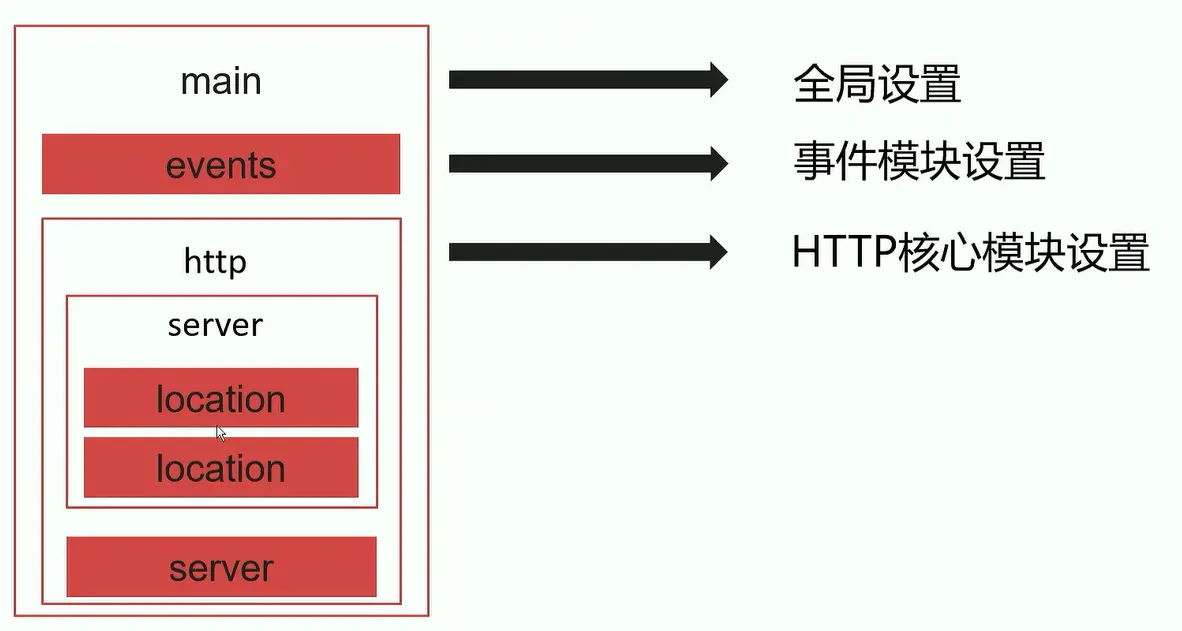 main
全局设置
events
事件模块设置
http
HTTP核心模块设置
server
location
location
server